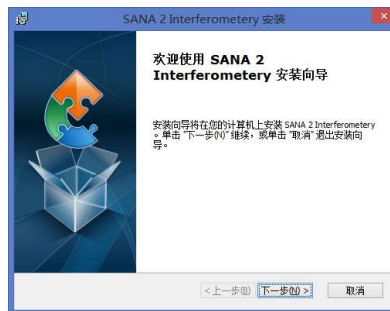 SANA 2 Interferometery 安装
欢迎使用 SANA 2
Interferometery 安装向导
安装向导将在您的计算机上安装 SANA 2 Interferometery
。单击 "下一步(N)" 继续，或单击 "取消" 退出安装向
导。
<上一步(B) 下一步(N) > 取消